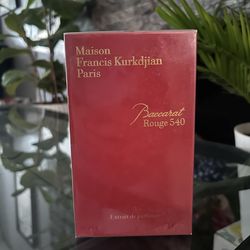 Maison
Francis Kurkdjian
Paris
Baccarat
Rouge 540
Extrait de parfum